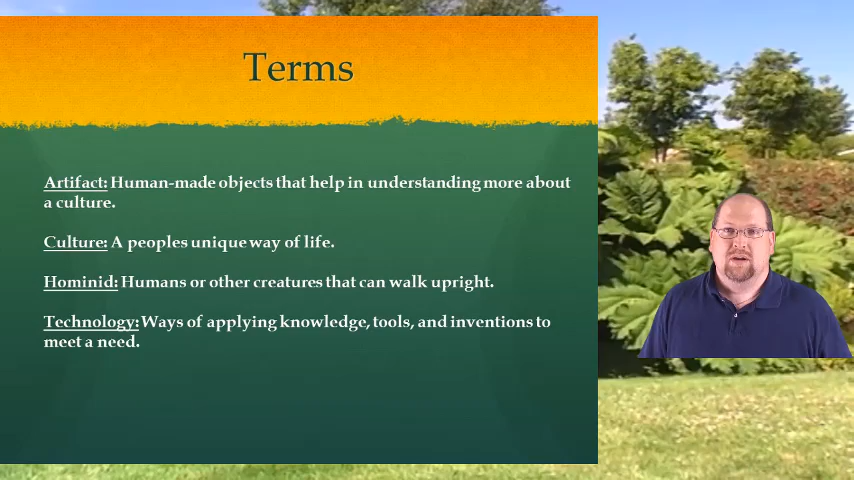 Terms
Artifact: Human-made objects that help in understanding more about
a culture.
Culture: A peoples unique way of life.
Hominid: Humans or other creatures that can walk upright.
Technology: Ways of applying knowledge, tools, and inventions to
meet a need.